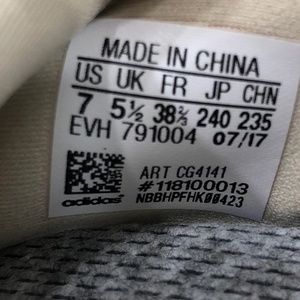 MADE IN CHINA
US UK FR JP CHN
7 5½ 38⅔ 240 235
EVH 791004 07/17
ART CG4141
#118100013
adidas NBBHPFHK00423